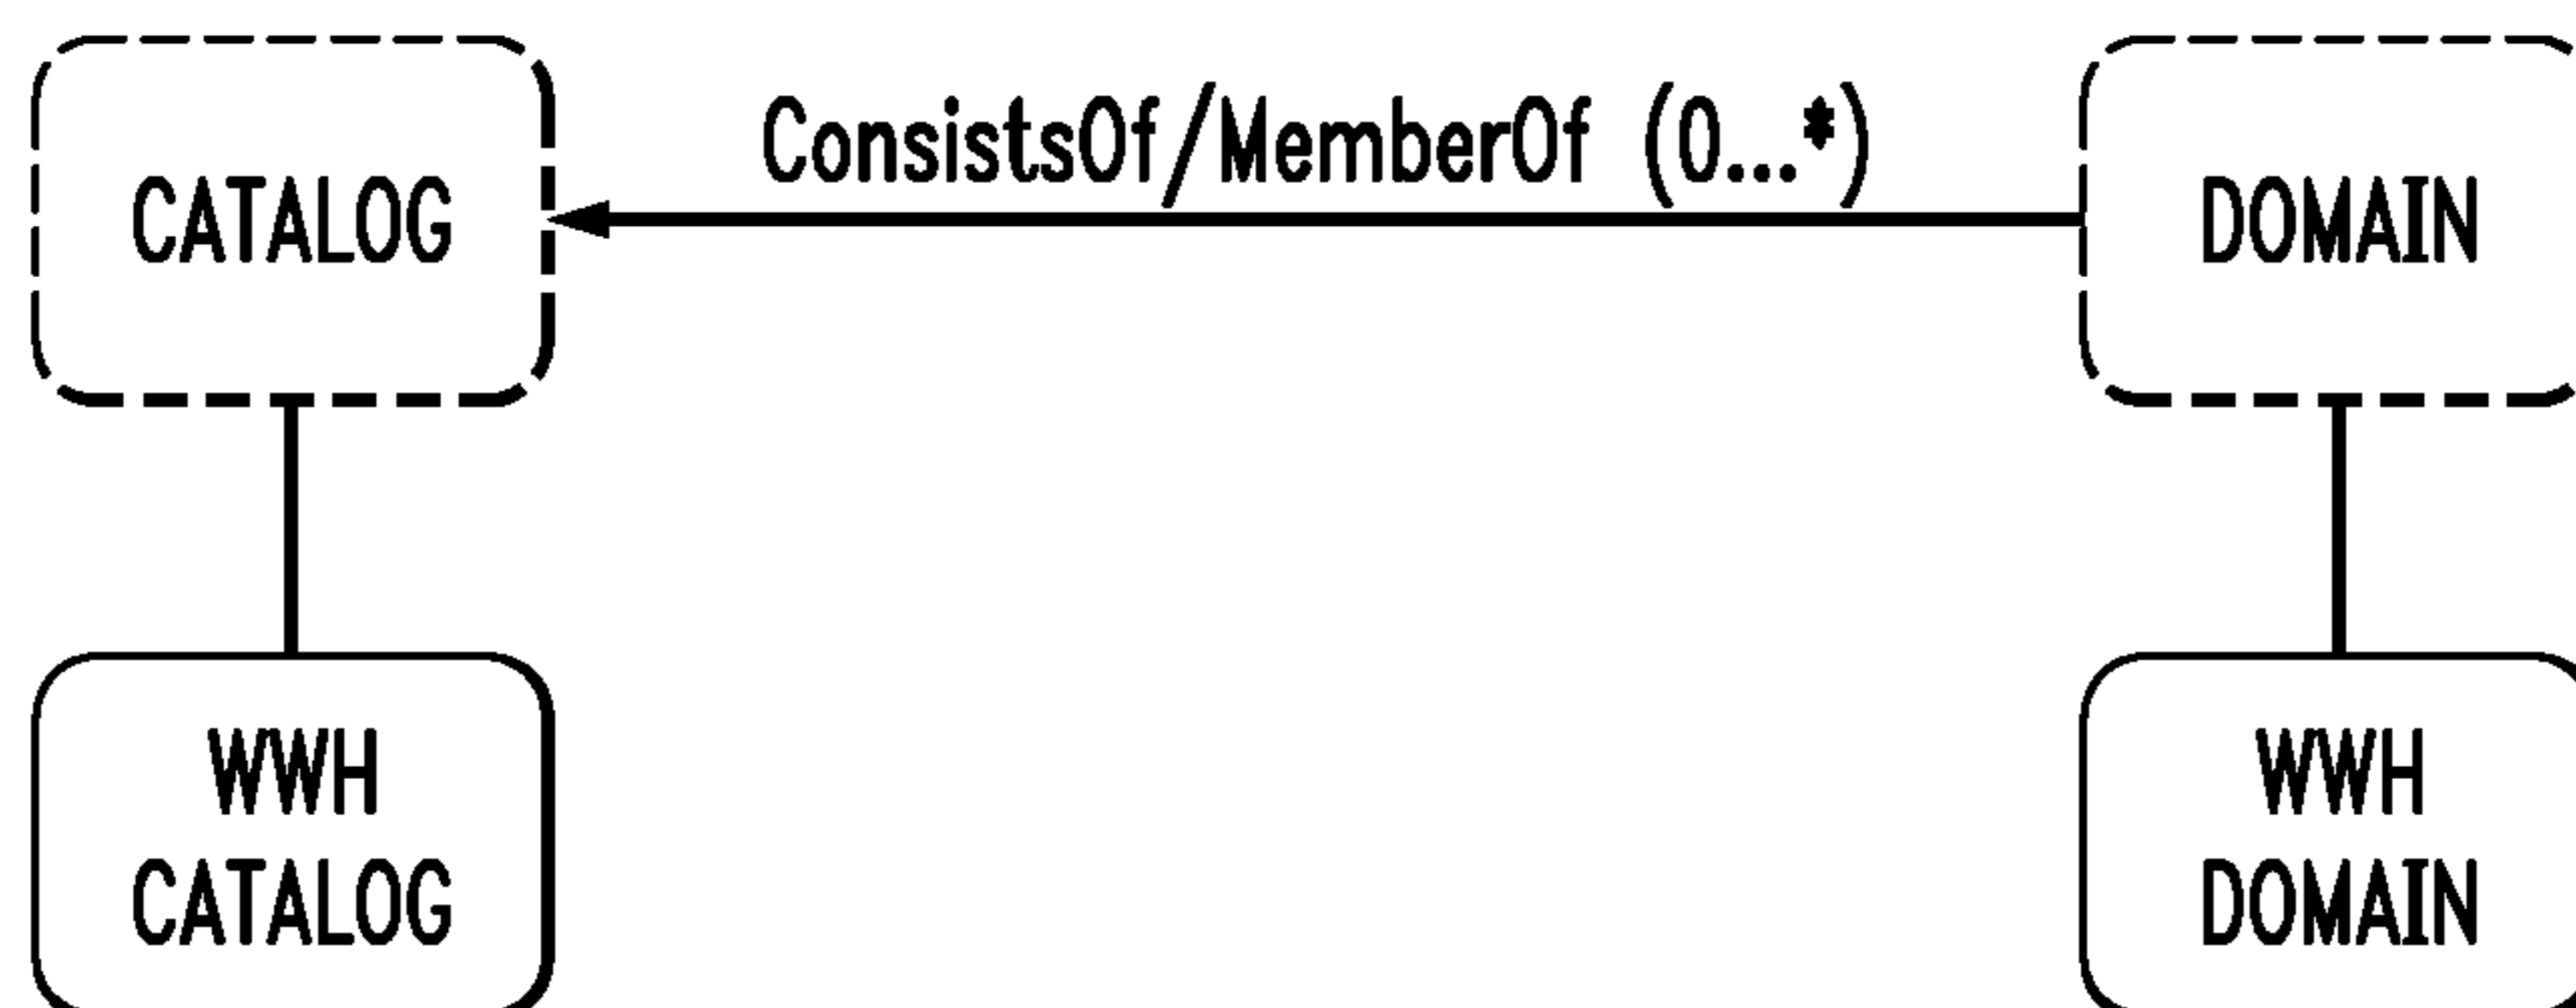 CATALOG
ConsistsOf/MemberOf (0...*)
DOMAIN
WWH
CATALOG
WWH
DOMAIN